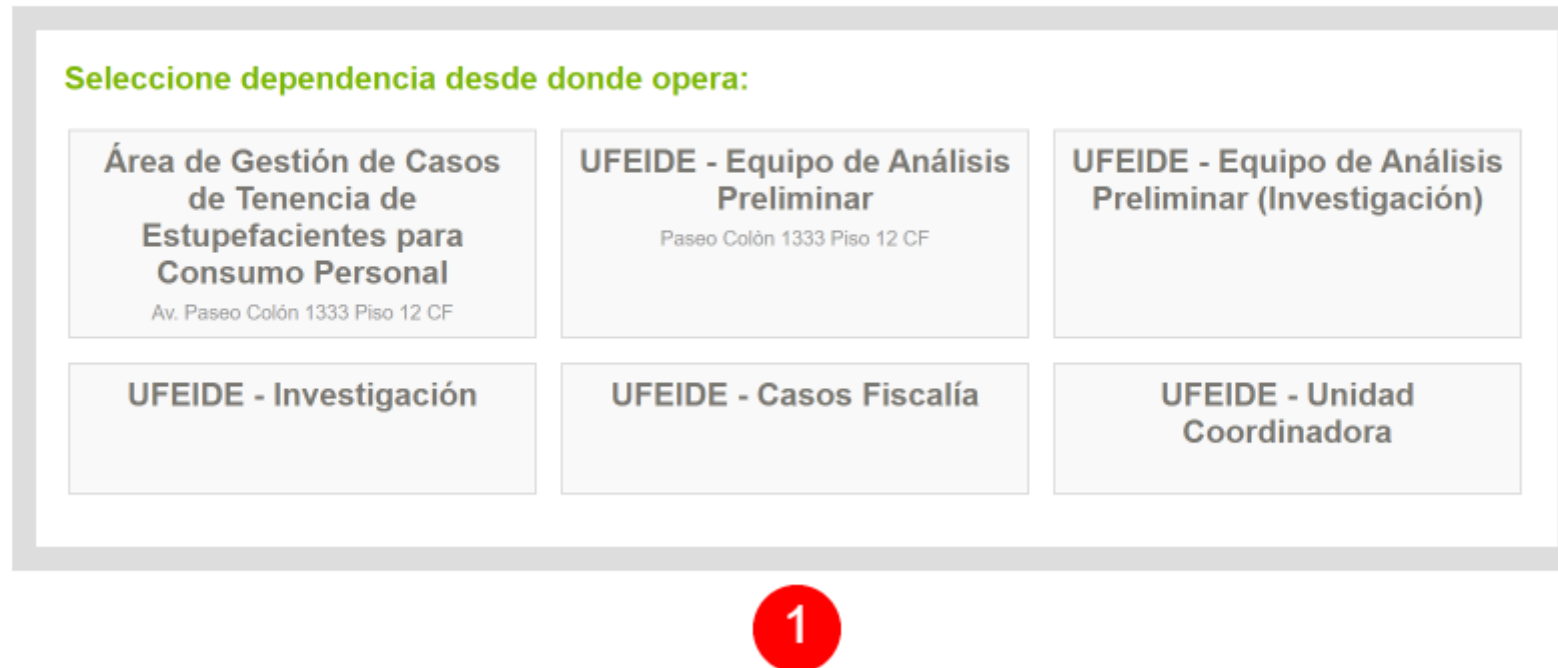 Seleccione dependencia desde donde opera:
Área de Gestión de Casos
de Tenencia de
Estupefacientes para
Consumo Personal
Av. Paseo Colón 1333 Piso 12 CF
UFEIDE - Equipo de Análisis
Preliminar
Paseo Colòn 1333 Piso 12 CF
UFEIDE - Equipo de Análisis
Preliminar (Investigación)
UFEIDE - Investigación
UFEIDE - Casos Fiscalía
UFEIDE - Unidad
Coordinadora
1